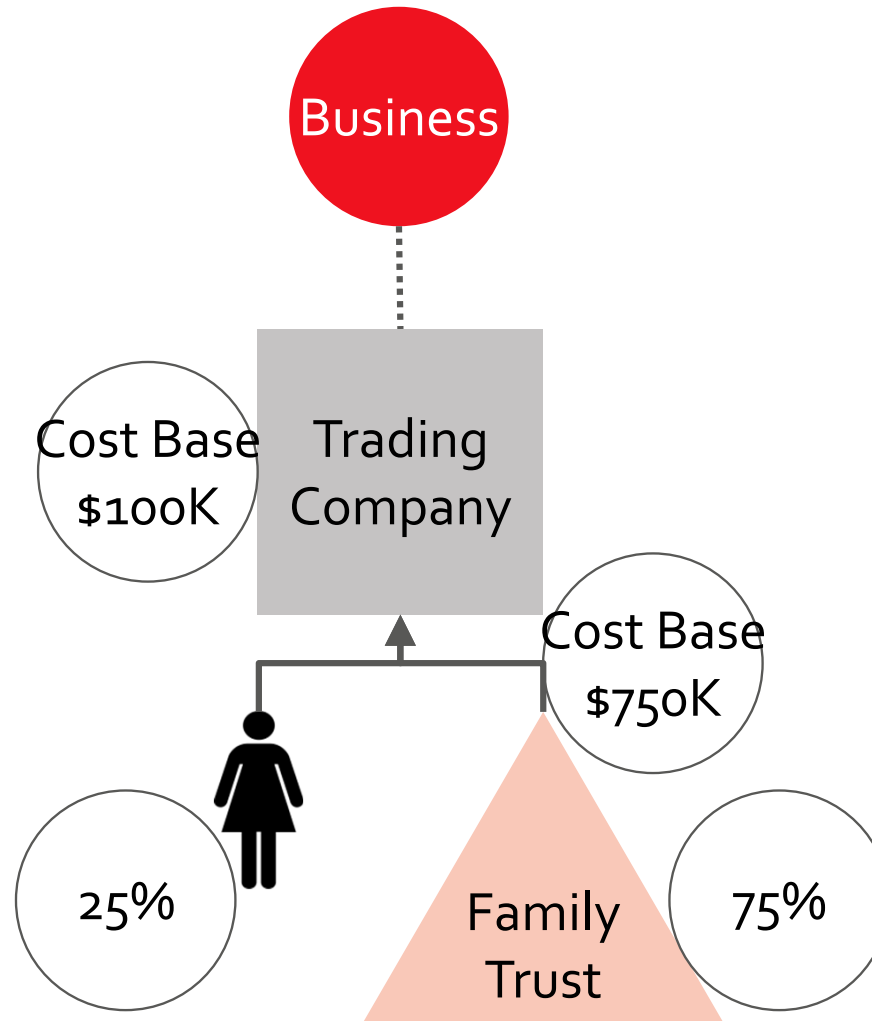 Business
Cost Base
$100K
Trading
Company
Cost Base
$750K
25%
Family
Trust
75%